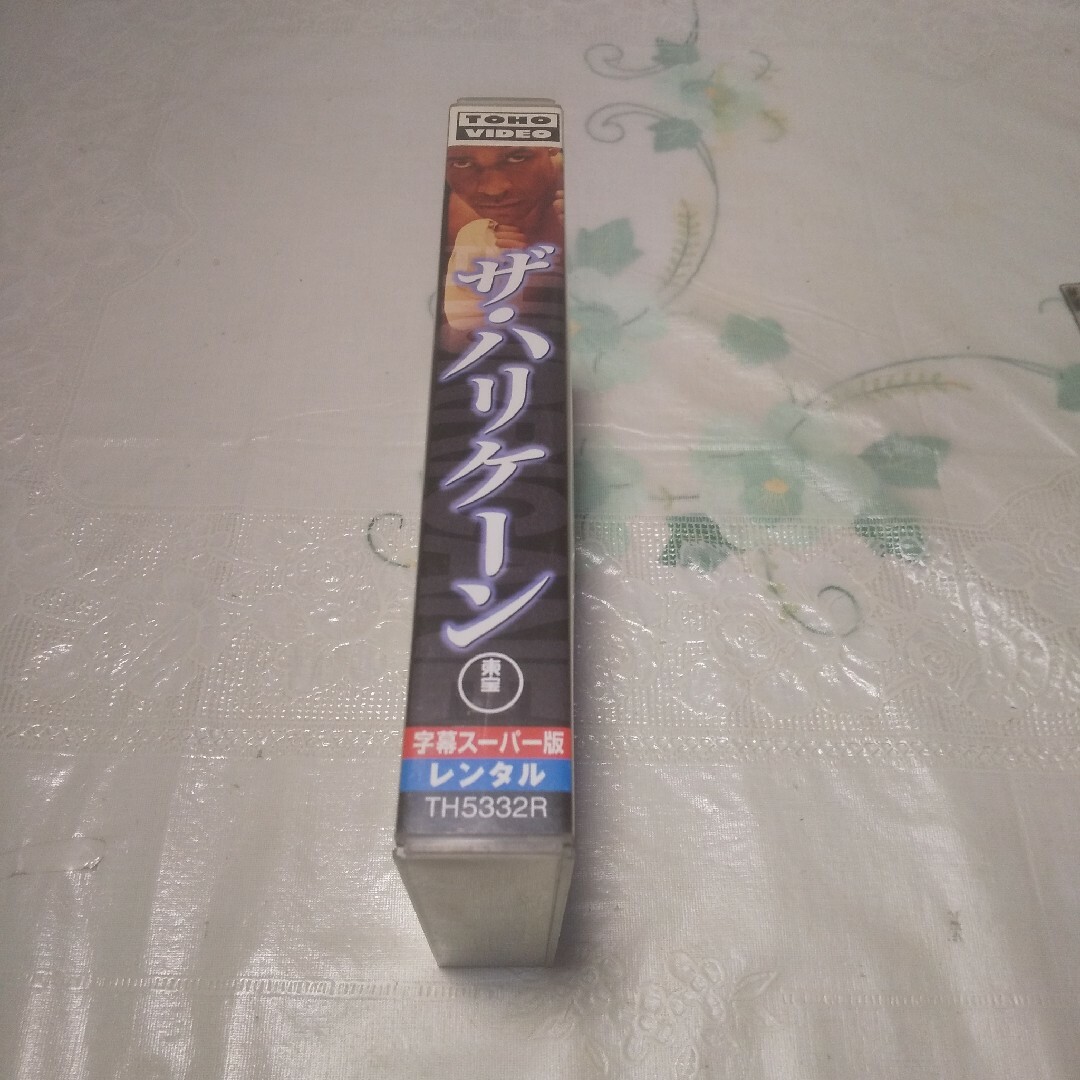 TOHO
VIDEO
ザ・ハリケーン
東宝
字幕スーパー版
レンタル
TH5332R